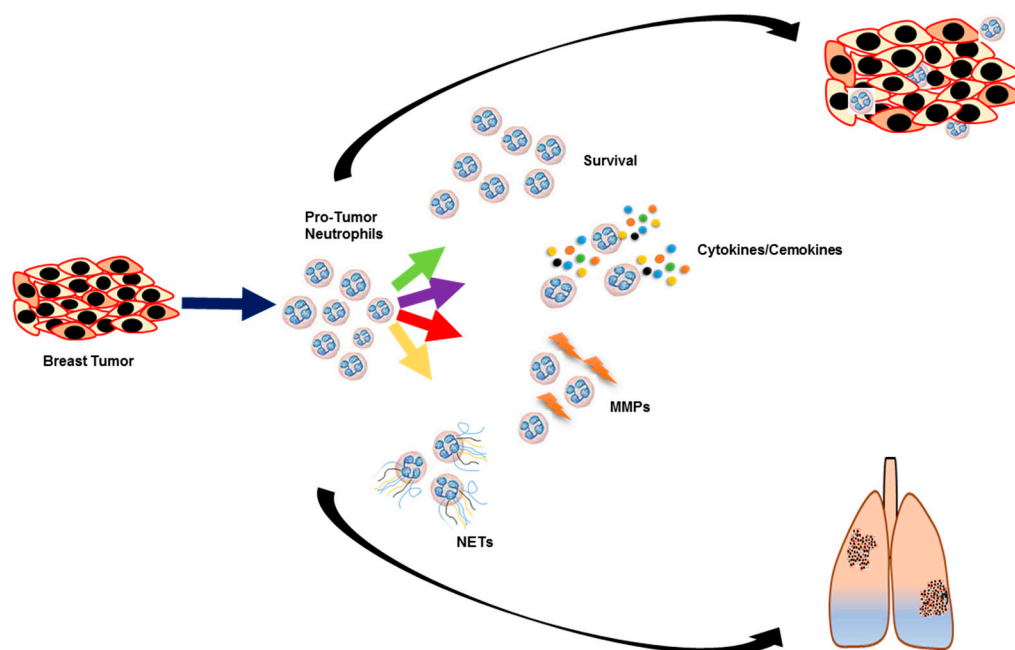 Survival
Pro-Tumor
Neutrophils
Cytokines/Cemokines
Breast Tumor
MMPs
NETs